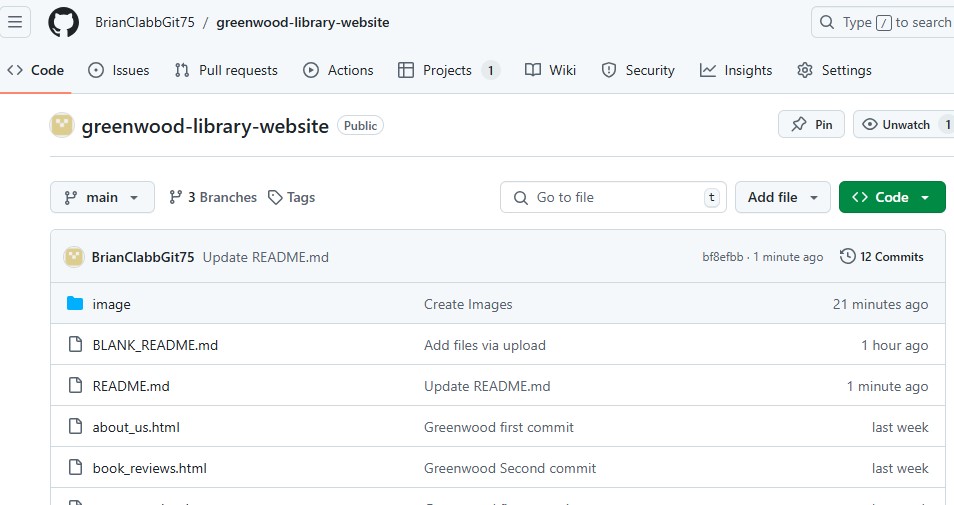 BrianClabbGit75 / greenwood-library-website
Type / to search
Code Issues Pull requests Actions Projects 1 Wiki Security Insights Settings
greenwood-library-website Public
Pin Unwatch 1
main 3 Branches Tags
Go to file t Add file Code
BrianClabbGit75 Update README.md bf8efbb · 1 minute ago 12 Commits
image Create Images 21 minutes ago
BLANK_README.md Add files via upload 1 hour ago
README.md Update README.md 1 minute ago
about_us.html Greenwood first commit last week
book_reviews.html Greenwood Second commit last week